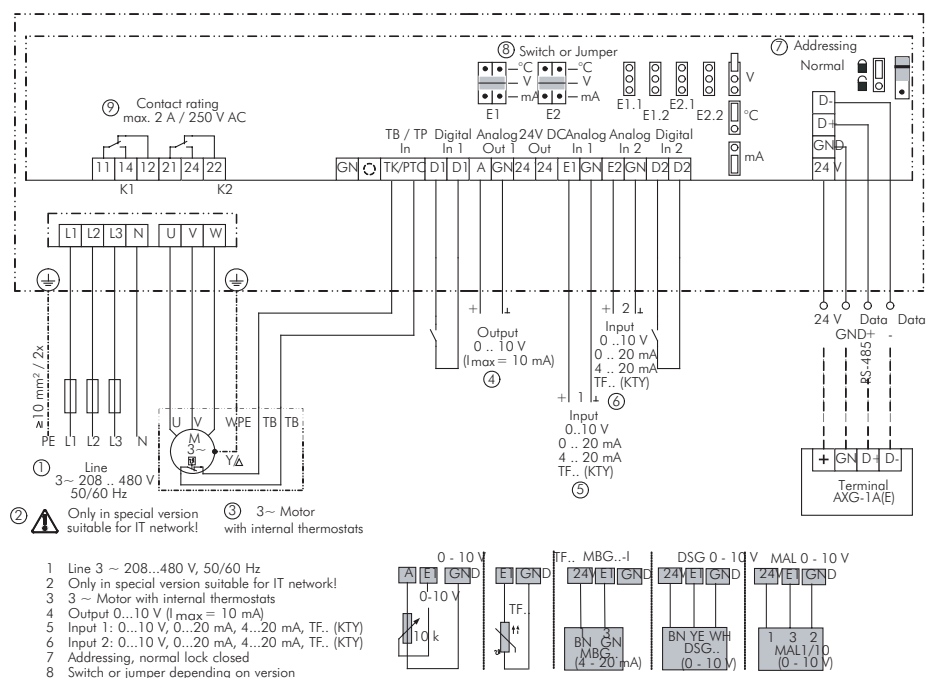 8 Switch or Jumper
°C
V
mA
E1
°C
V
mA
E2
E1.1
E1.2
E2.1
E2.2
V
°C
mA
7 Addressing
Normal
9 Contact rating
max. 2 A / 250 V AC
11 14 12 21 24 22
K1 K2
TB / TP Digital Analog 24V DC Analog Analog Digital
In In 1 Out 1 Out In 1 In 2 In 2
GN TK/PTC D1 D1 A GN 24 24 E1 GN E2 GN D2 D2
D-
D+
GND
24 V
L1 L2 L3 N U V W
+ ⊥
Output
0 .. 10 V
(Imax = 10 mA)
4
+ 2 ⊥
Input
0 ..10 V
0 .. 20 mA
4 .. 20 mA
TF.. (KTY)
6
+ 1 ⊥
Input
0..10 V
0 .. 20 mA
4 .. 20 mA
TF.. (KTY)
5
24 V Data Data
GND+ -
RS-485
+ GN D+ D-
Terminal
AXG-1A(E)
≥10 mm² / 2x
PE L1 L2 L3 N
U V W PE TB TB
M
3~
Y/Δ
1 Line
3~ 208 .. 480 V
50/60 Hz
2 Only in special version
suitable for IT network!
3 3~ Motor
with internal thermostats
1 Line 3 ~ 208...480 V, 50/60 Hz
2 Only in special version suitable for IT network!
3 3 ~ Motor with internal thermostats
4 Output 0...10 V (Imax = 10 mA)
5 Input 1: 0...10 V, 0...20 mA, 4...20 mA, TF.. (KTY)
6 Input 2: 0...10 V, 0...20 mA, 4...20 mA, TF.. (KTY)
7 Addressing, normal lock closed
8 Switch or jumper depending on version
0 - 10 V
A E1 GND
0-10 V
10 k
E1 GND
TF..
TF.. MBG..-I
24V E1 GND
3
BN GN
MBG..
(4 - 20 mA)
DSG 0 - 10 V
24V E1 GND
BN YE WH
DSG..
(0 - 10 V)
MAL 0 - 10 V
24V E1 GND
1 3 2
MAL1/10
(0 - 10 V)